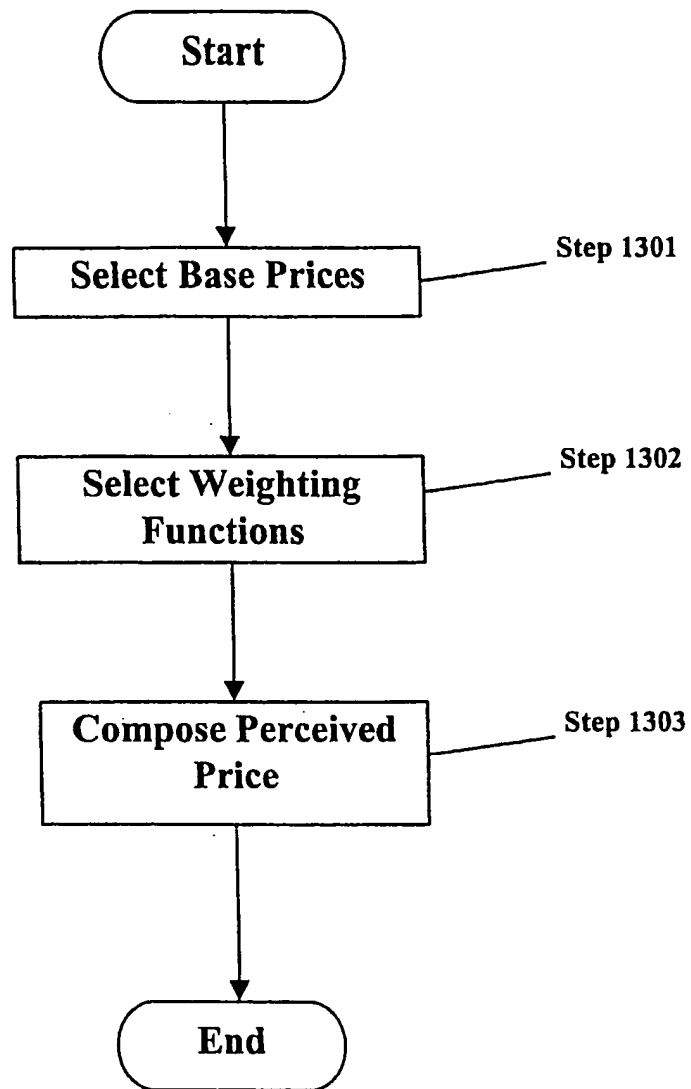 Start
Select Base Prices
Step 1301
Select Weighting
Functions
Step 1302
Compose Perceived
Price
Step 1303
End